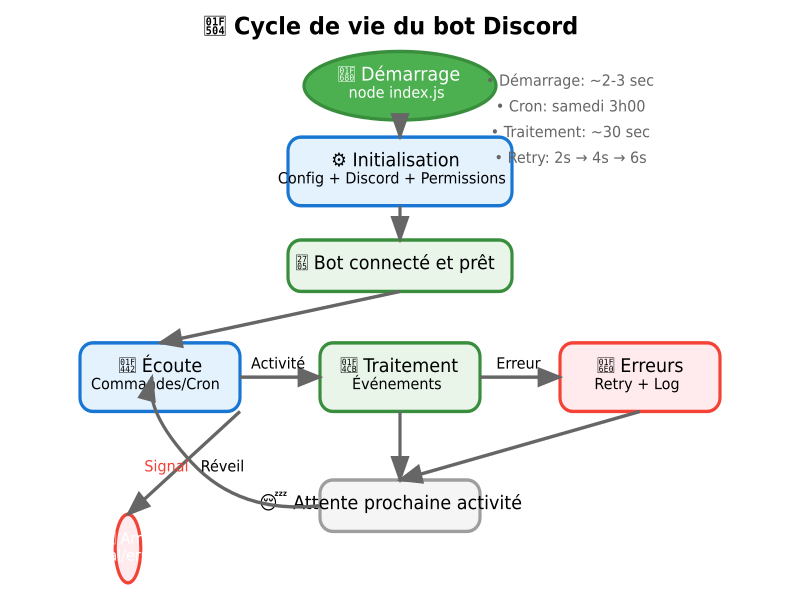 Cycle de vie du bot Discord
Démarrage
node index.js
• Démarrage: ~2-3 sec
• Cron: samedi 3h00
• Traitement: ~30 sec
• Retry: 2s → 4s → 6s
⚙ Initialisation
Config + Discord + Permissions
Bot connecté et prêt
Écoute
Commandes/Cron
Activité
Traitement
Événements
Erreur
Erreurs
Retry + Log
Signal
Réveil
😴 Attente prochaine activité